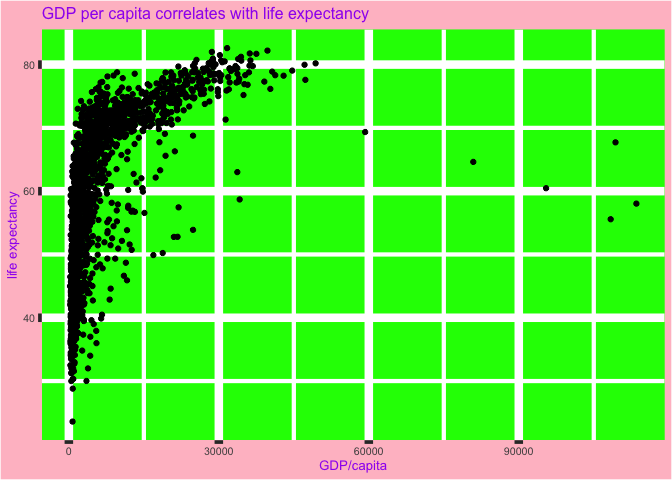 GDP per capita correlates with life expectancy
life expectancy
80
60
40
0
30000
60000
90000
GDP/capita